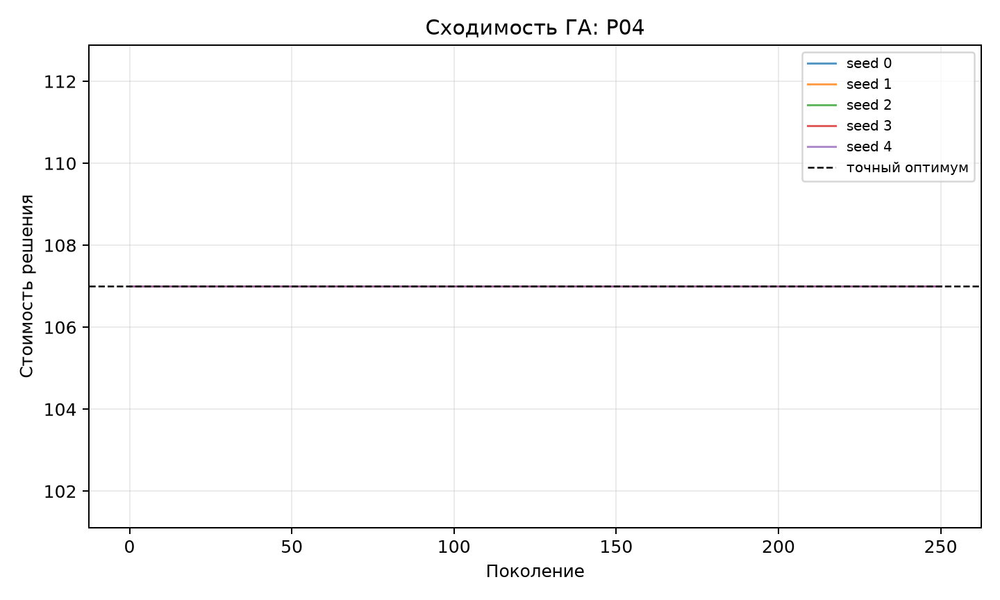 Сходимость ГА: P04
seed 0
seed 1
seed 2
seed 3
seed 4
точный оптимум
Стоимость решения
112
110
108
106
104
102
0 50 100 150 200 250
Поколение